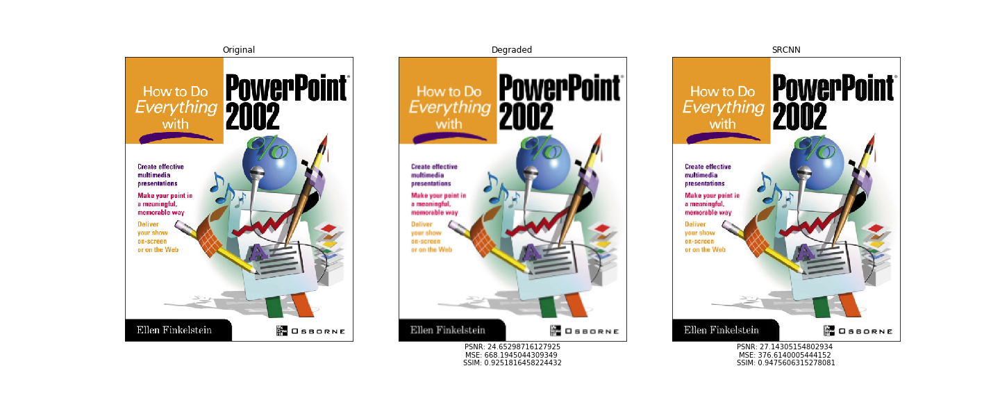 Original
How to Do
Everything
with
PowerPoint®
2002
%
Create effective
multimedia
presentations
Make your point in
a meaningful,
memorable way
Deliver
your show
on-screen
or on the Web
A
Ellen Finkelstein
OSBORNE
Degraded
How to Do
Everything
with
PowerPoint®
2002
%
Create effective
multimedia
presentations
Make your point in
a meaningful,
memorable way
Deliver
your show
on-screen
or on the Web
A
Ellen Finkelstein
OSBORNE
PSNR: 24.65298716127925
MSE: 668.1945044309349
SSIM: 0.9251816458224432
SRCNN
How to Do
Everything
with
PowerPoint®
2002
%
Create effective
multimedia
presentations
Make your point in
a meaningful,
memorable way
Deliver
your show
on-screen
or on the Web
A
Ellen Finkelstein
OSBORNE
PSNR: 27.14305154802934
MSE: 376.6140005444152
SSIM: 0.9475606315278081